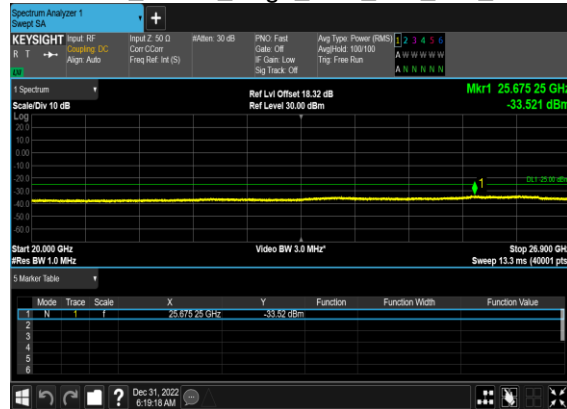 Spectrum Analyzer 1
Swept SA
+
KEYSIGHT Input: RF Input Z: 50 Ω #Atten: 30 dB PNO: Fast Avg Type: Power (RMS) 1 2 3 4 5 6
R T Coupling: DC Corr CCorr Gate: Off Avg|Hold: 100/100 A W W W W W
Align: Auto Freq Ref: Int (S) IF Gain: Low Trig: Free Run A N N N N N
Sig Track: Off
1 Spectrum Ref Lvl Offset 18.32 dB Mkr1 25.675 25 GHz
Scale/Div 10 dB Ref Level 30.00 dBm -33.521 dBm
Log
20.0
10.0
0.00
-10.0
-20.0
DL1 -25.00 dBm
1
-30.0
-40.0
-50.0
-60.0
Start 20.000 GHz Video BW 3.0 MHz* Stop 26.900 GHz
#Res BW 1.0 MHz Sweep 13.3 ms (40001 pts)
5 Marker Table
Mode Trace Scale X Y Function Function Width Function Value
1 N 1 f 25.675 25 GHz -33.52 dBm
2
3
4
5
6
? Dec 31, 2022
6:19:18 AM